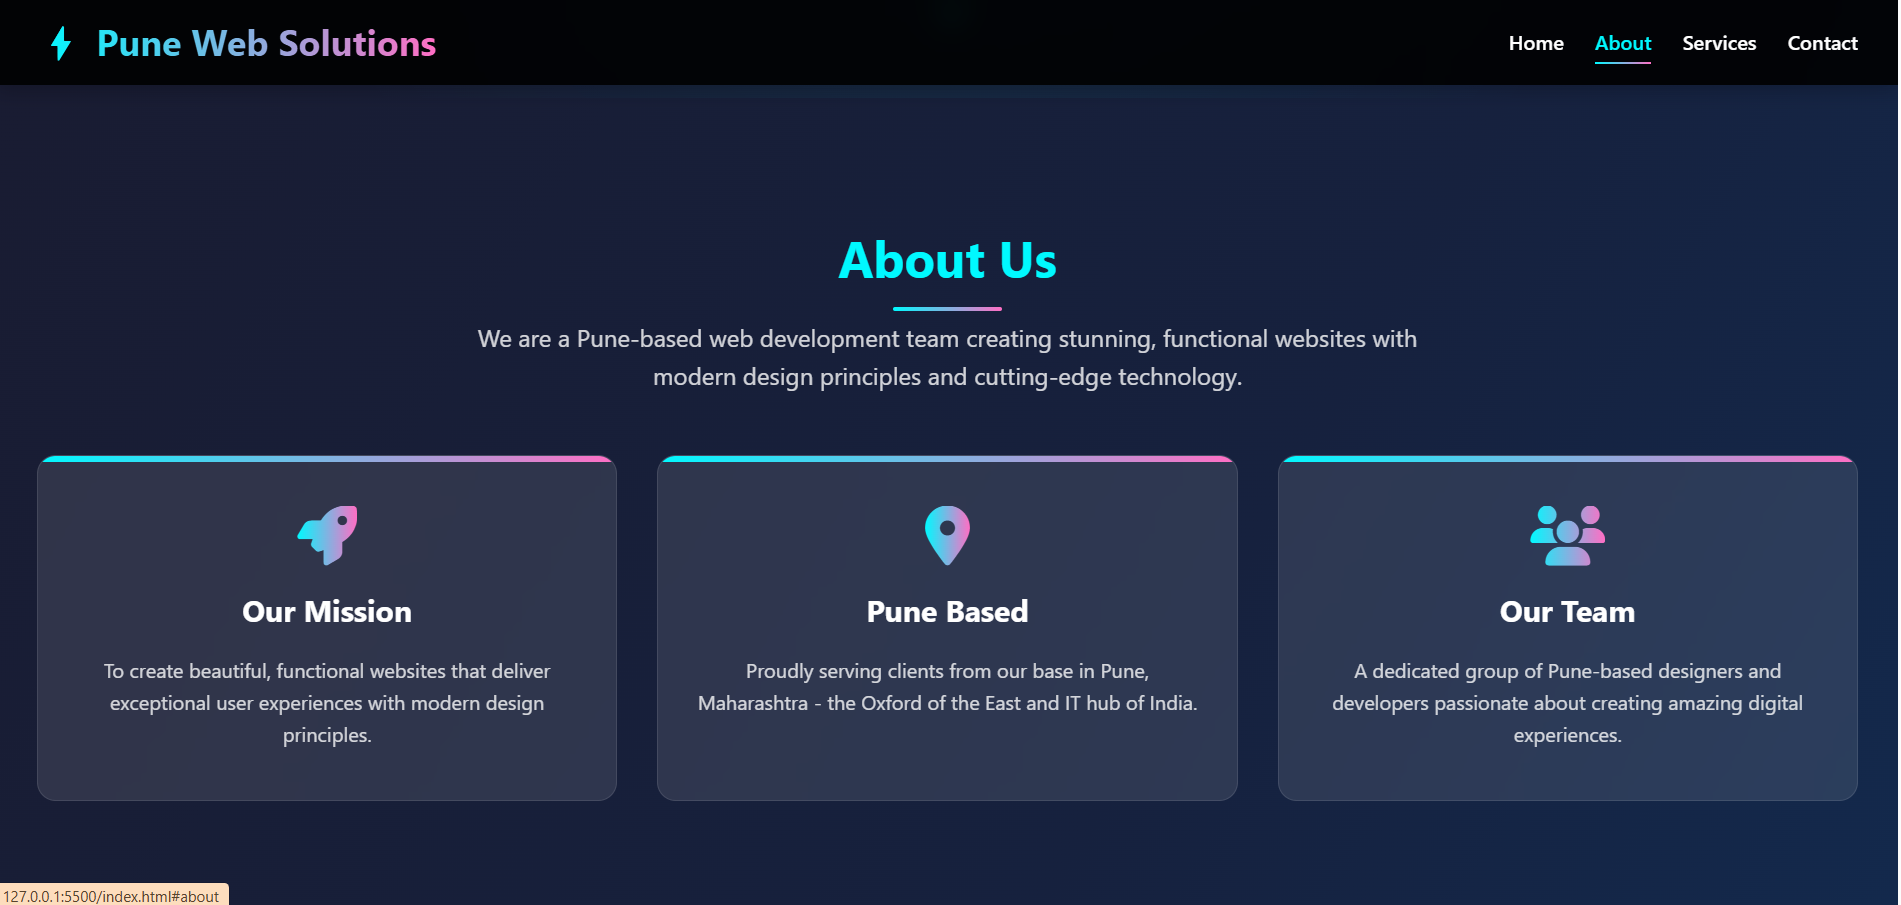 Pune Web Solutions
Home About Services Contact
About Us
We are a Pune-based web development team creating stunning, functional websites with
modern design principles and cutting-edge technology.
Our Mission
To create beautiful, functional websites that deliver
exceptional user experiences with modern design
principles.
Pune Based
Proudly serving clients from our base in Pune,
Maharashtra - the Oxford of the East and IT hub of India.
Our Team
A dedicated group of Pune-based designers and
developers passionate about creating amazing digital
experiences.
127.0.0.1:5500/index.html#about